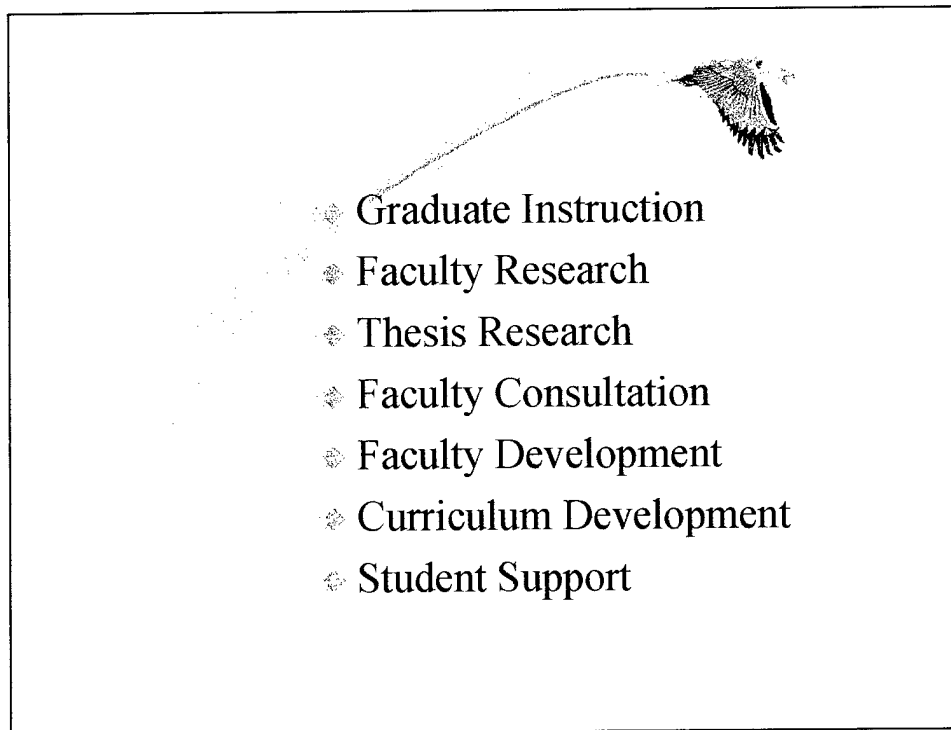 Graduate Instruction
Faculty Research
Thesis Research
Faculty Consultation
Faculty Development
Curriculum Development
Student Support